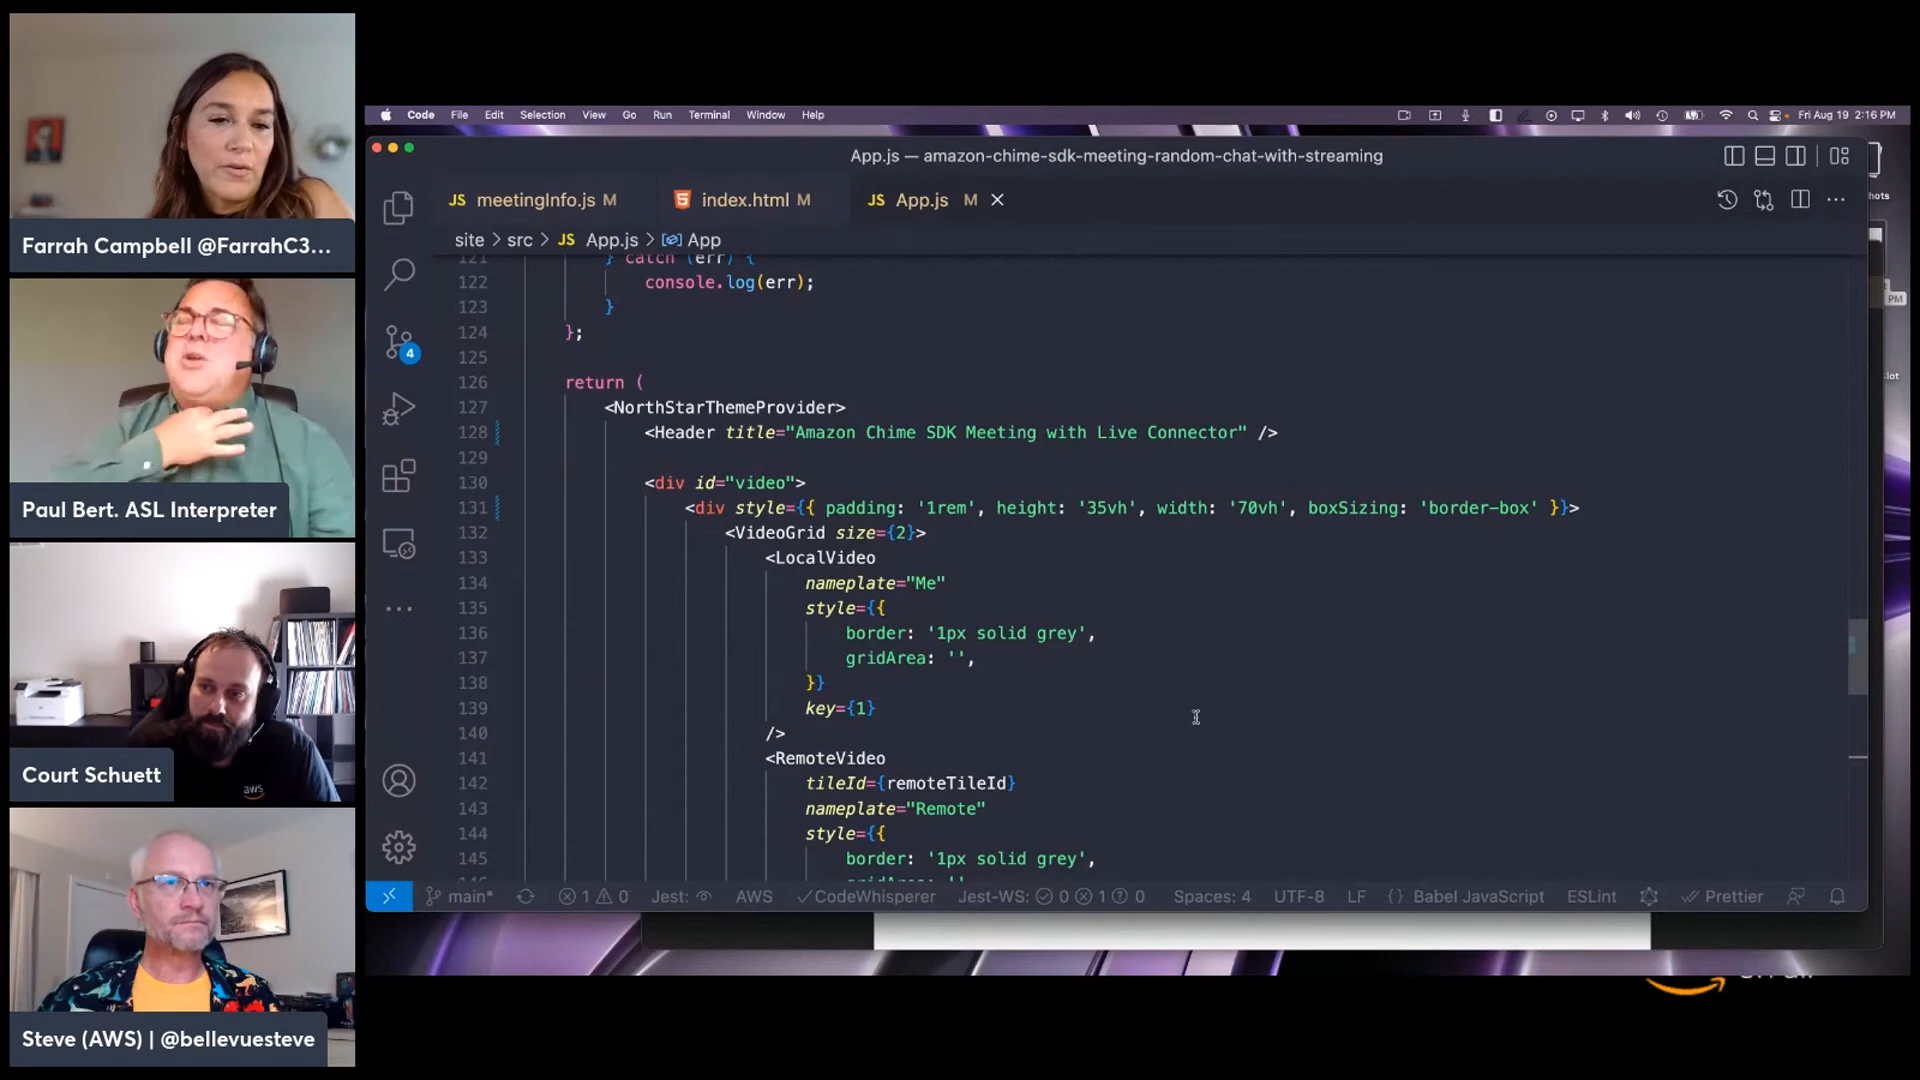 Farrah Campbell @FarrahC3...
Paul Bert. ASL Interpreter
Court Schuett
aws
Steve (AWS) | @bellevuesteve
Code File Edit Selection View Go Run Terminal Window Help
Fri Aug 19 2:16 PM
App.js — amazon-chime-sdk-meeting-random-chat-with-streaming
JS meetingInfo.js M
index.html M
JS App.js M
site > src > JS App.js > App
4
121 } catch (err) {
122 console.log(err);
123 }
124 };
125
126 return (
127 <NorthStarThemeProvider>
128 <Header title="Amazon Chime SDK Meeting with Live Connector" />
129
130 <div id="video">
131 <div style={{ padding: '1rem', height: '35vh', width: '70vh', boxSizing: 'border-box' }}>
132 <VideoGrid size={2}>
133 <LocalVideo
134 nameplate="Me"
135 style={{
136 border: '1px solid grey',
137 gridArea: '',
138 }}
139 key={1}
140 />
141 <RemoteVideo
142 tileId={remoteTileId}
143 nameplate="Remote"
144 style={{
145 border: '1px solid grey',
main* 1 0 Jest: AWS CodeWhisperer Jest-WS: 0 1 0 Spaces: 4 UTF-8 LF {} Babel JavaScript ESLint Prettier
PM